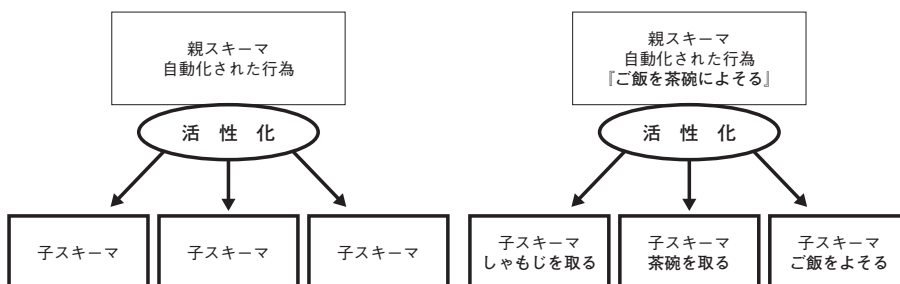 親スキーマ
自動化された行為
活性化
子スキーマ
子スキーマ
子スキーマ
親スキーマ
自動化された行為
『ご飯を茶碗によそる』
活性化
子スキーマ
しゃもじを取る
子スキーマ
茶碗を取る
子スキーマ
ご飯をよそる